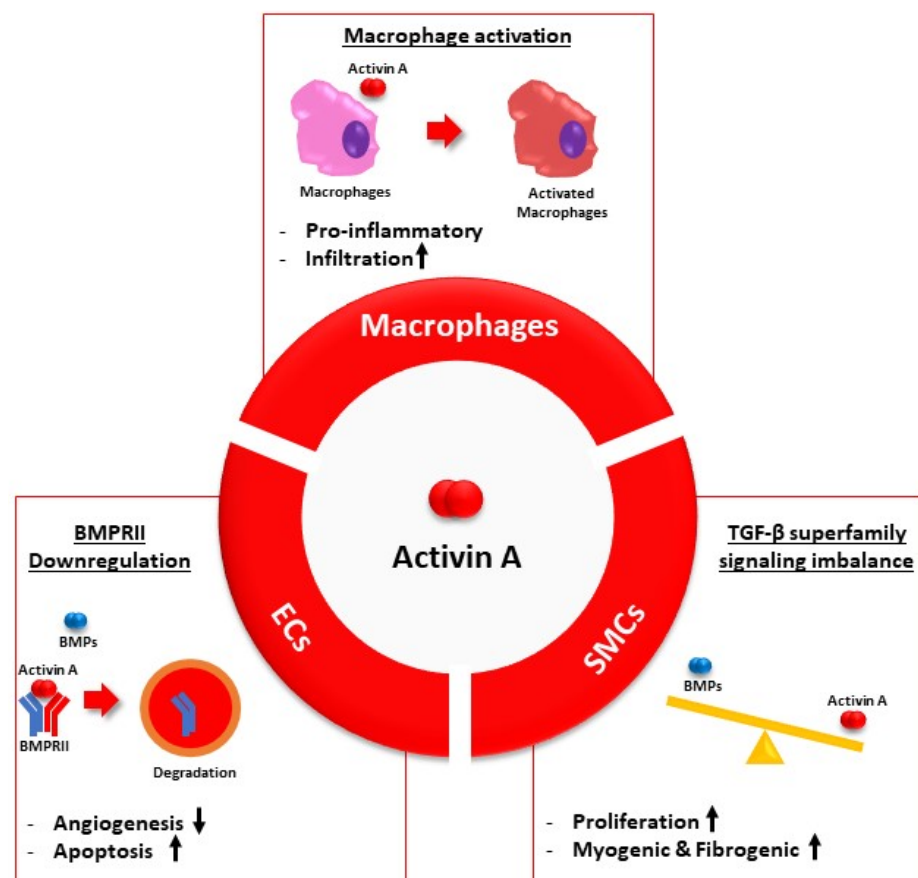 Macrophage activation
Activin A
Macrophages
Activated
Macrophages
- Pro-inflammatory
- Infiltration↑
Macrophages
ECs
SMCs
Activin A
BMPRII
Downregulation
BMPs
Activin A
BMPRII
Degradation
- Angiogenesis ↓
- Apoptosis ↑
TGF-β superfamily
signaling imbalance
BMPs
Activin A
- Proliferation ↑
- Myogenic & Fibrogenic ↑